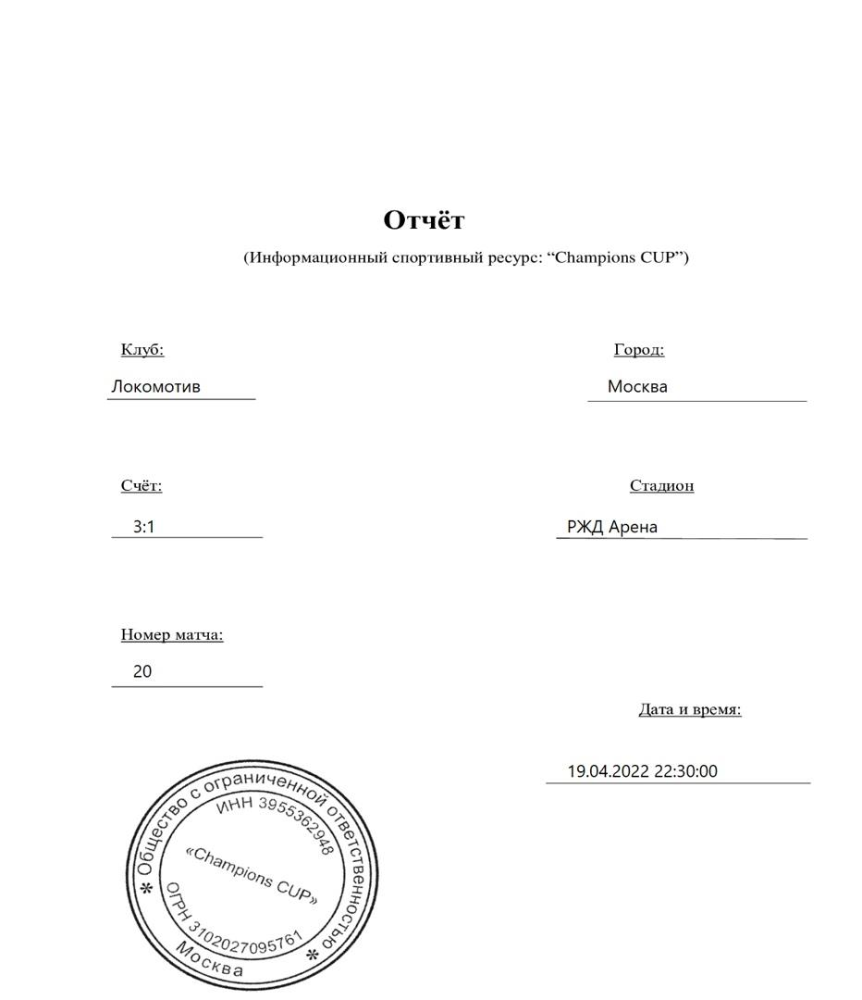 Отчёт
(Информационный спортивный ресурс: “Champions CUP”)
Клуб:
Город:
Локомотив
Москва
Счёт:
Стадион
3:1
РЖД Арена
Номер матча:
20
Дата и время:
19.04.2022 22:30:00
* Общество с ограниченной ответственностью *
ИНН 3955362948
«Champions CUP»
ОГРН 3102027095761
Москва